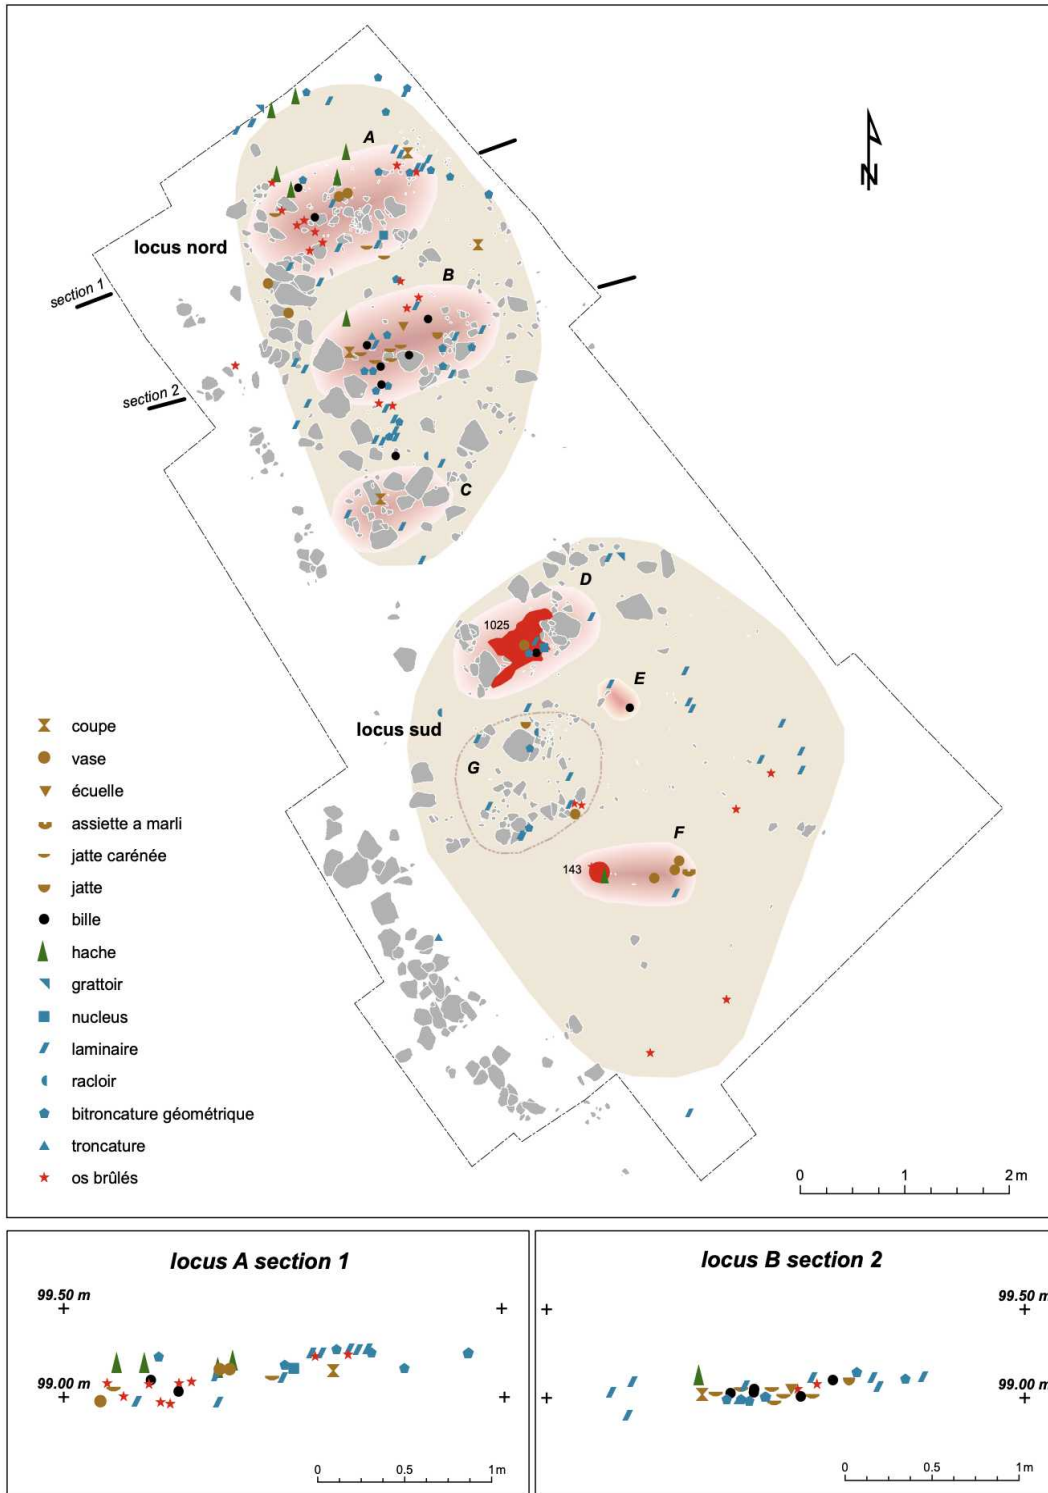 A
locus nord
B
section 1
section 2
C
N
D
1025
E
locus sud
G
F
143
coupe
vase
écuelle
assiette a marli
jatte carénée
jatte
bille
hache
grattoir
nucleus
laminaire
racloir
bitroncature géométrique
troncature
os brûlés
0 1 2 m
locus A section 1
99.50 m
99.00 m
0 0.5 1m
locus B section 2
99.50 m
99.00 m
0 0.5 1m